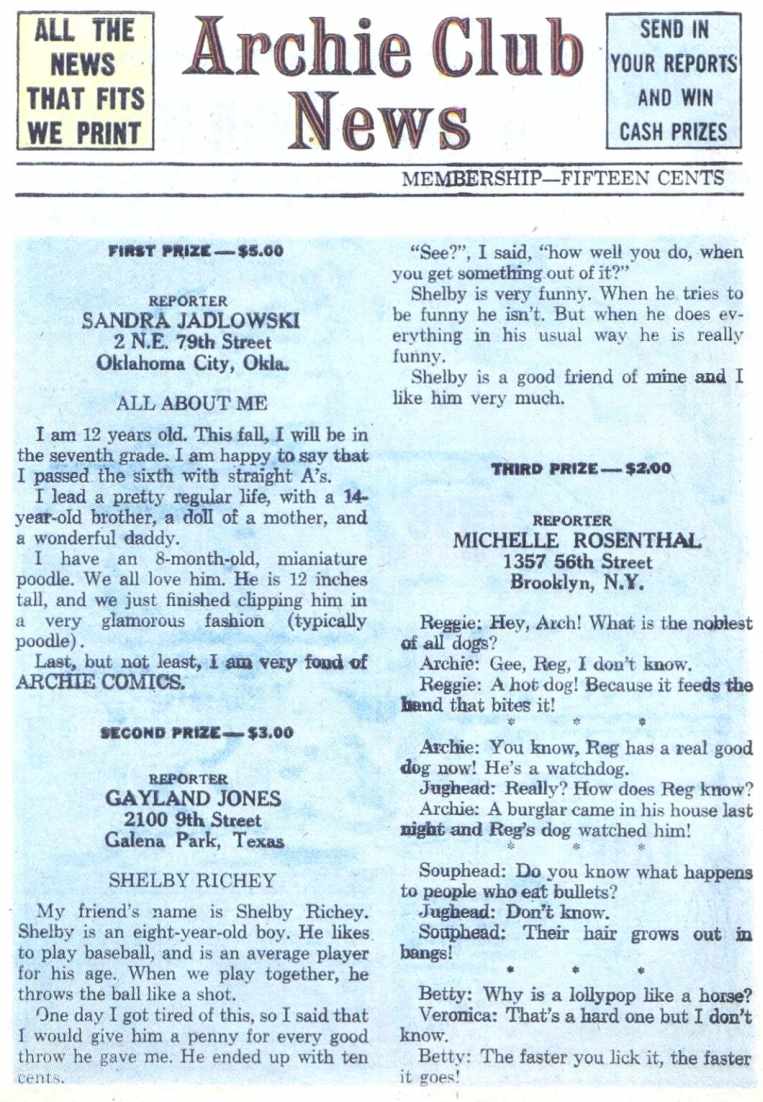 ALL THE
NEWS
THAT FITS
WE PRINT
Archie Club
News
SEND IN
YOUR REPORTS
AND WIN
CASH PRIZES
MEMBERSHIP—FIFTEEN CENTS
FIRST PRIZE—$5.00
REPORTER
SANDRA JADLOWSKI
2 N.E. 79th Street
Oklahoma City, Okla.
ALL ABOUT ME
I am 12 years old. This fall, I will be in
the seventh grade. I am happy to say that
I passed the sixth with straight A's.
I lead a pretty regular life, with a 14-
year-old brother, a doll of a mother, and
a wonderful daddy.
I have an 8-month-old, mianiature
poodle. We all love him. He is 12 inches
tall, and we just finished clipping him in
a very glamorous fashion (typically
poodle).
Last, but not least, I am very fond of
ARCHIE COMICS.
SECOND PRIZE—$3.00
REPORTER
GAYLAND JONES
2100 9th Street
Galena Park, Texas
SHELBY RICHEY
My friend's name is Shelby Richey.
Shelby is an eight-year-old boy. He likes
to play baseball, and is an average player
for his age. When we play together, he
throws the ball like a shot.
One day I got tired of this, so I said that
I would give him a penny for every good
throw he gave me. He ended up with ten
cents.
"See?", I said, "how well you do, when
you get something out of it?"
Shelby is very funny. When he tries to
be funny he isn't. But when he does ev-
erything in his usual way he is really
funny.
Shelby is a good friend of mine and I
like him very much.
THIRD PRIZE—$2.00
REPORTER
MICHELLE ROSENTHAL
1357 56th Street
Brooklyn, N.Y.
Reggie: Hey, Arch! What is the noblest
of all dogs?
Archie: Gee, Reg, I don't know.
Reggie: A hot dog! Because it feeds the
hand that bites it!
* * *
Archie: You know, Reg has a real good
dog now! He's a watchdog.
Jughead: Really? How does Reg know?
Archie: A burglar came in his house last
night and Reg's dog watched him!
* * *
Souphead: Do you know what happens
to people who eat bullets?
Jughead: Don't know.
Souphead: Their hair grows out in
bangs!
* * *
Betty: Why is a lollypop like a horse?
Veronica: That's a hard one but I don't
know.
Betty: The faster you lick it, the faster
it goes!